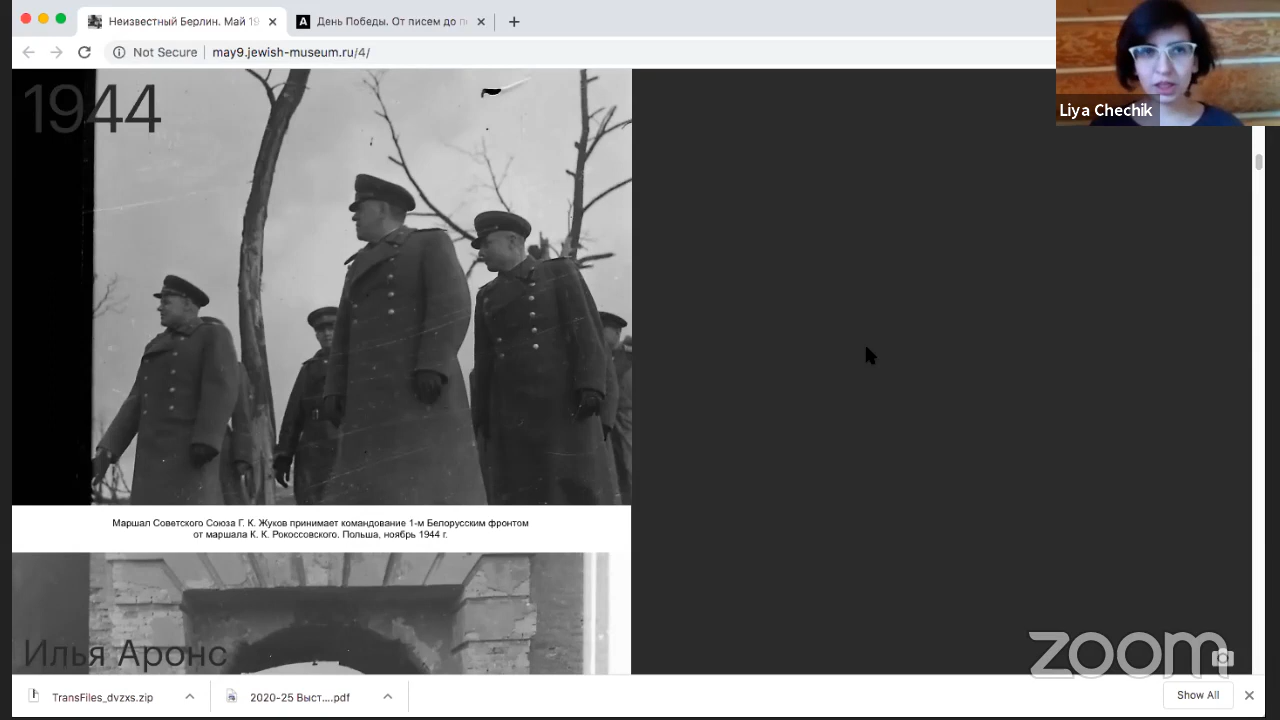 Неизвестный Берлин. Май 19
День Победы. От писем до п
Not Secure
may9.jewish-museum.ru/4/
Liya Chechik
1944
Маршал Советского Союза Г. К. Жуков принимает командование 1-м Белорусским фронтом
от маршала К. К. Рокоссовского. Польша, ноябрь 1944 г.
Илья Аронс
zoom
TransFiles_dvzxs.zip
2020-25 Выст....pdf
Show All